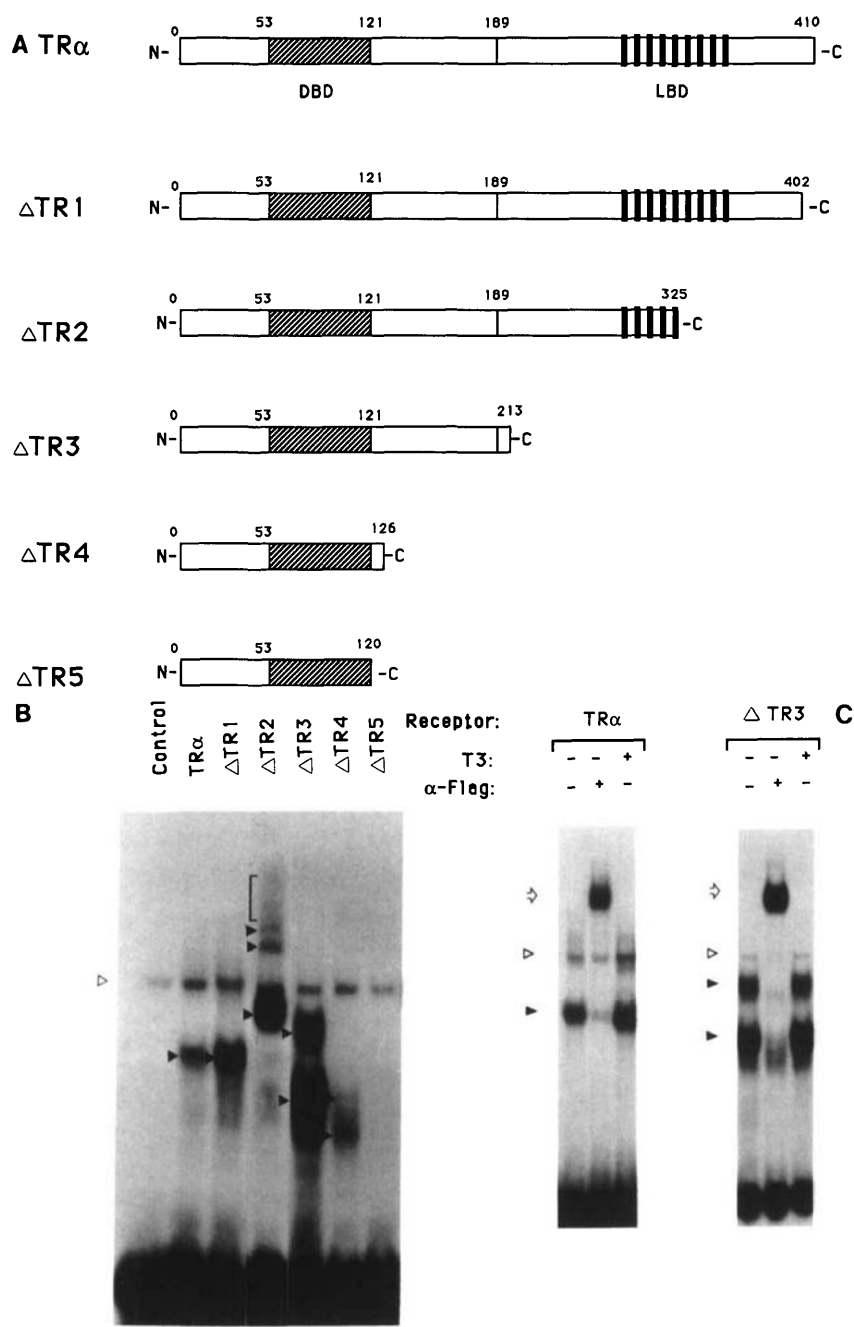 A TRα
0 53 121 189 410
N- -C
DBD LBD
△TR1
0 53 121 189 402
N- -C
△TR2
0 53 121 189 325
N- -C
△TR3
0 53 121 213
N- -C
△TR4
0 53 126
N- -C
△TR5
0 53 120
N- -C
B
Control TRα △TR1 △TR2 △TR3 △TR4 △TR5
C
Receptor: TRα △ TR3
T3: - - + - - +
α-Flag: - + - - + -